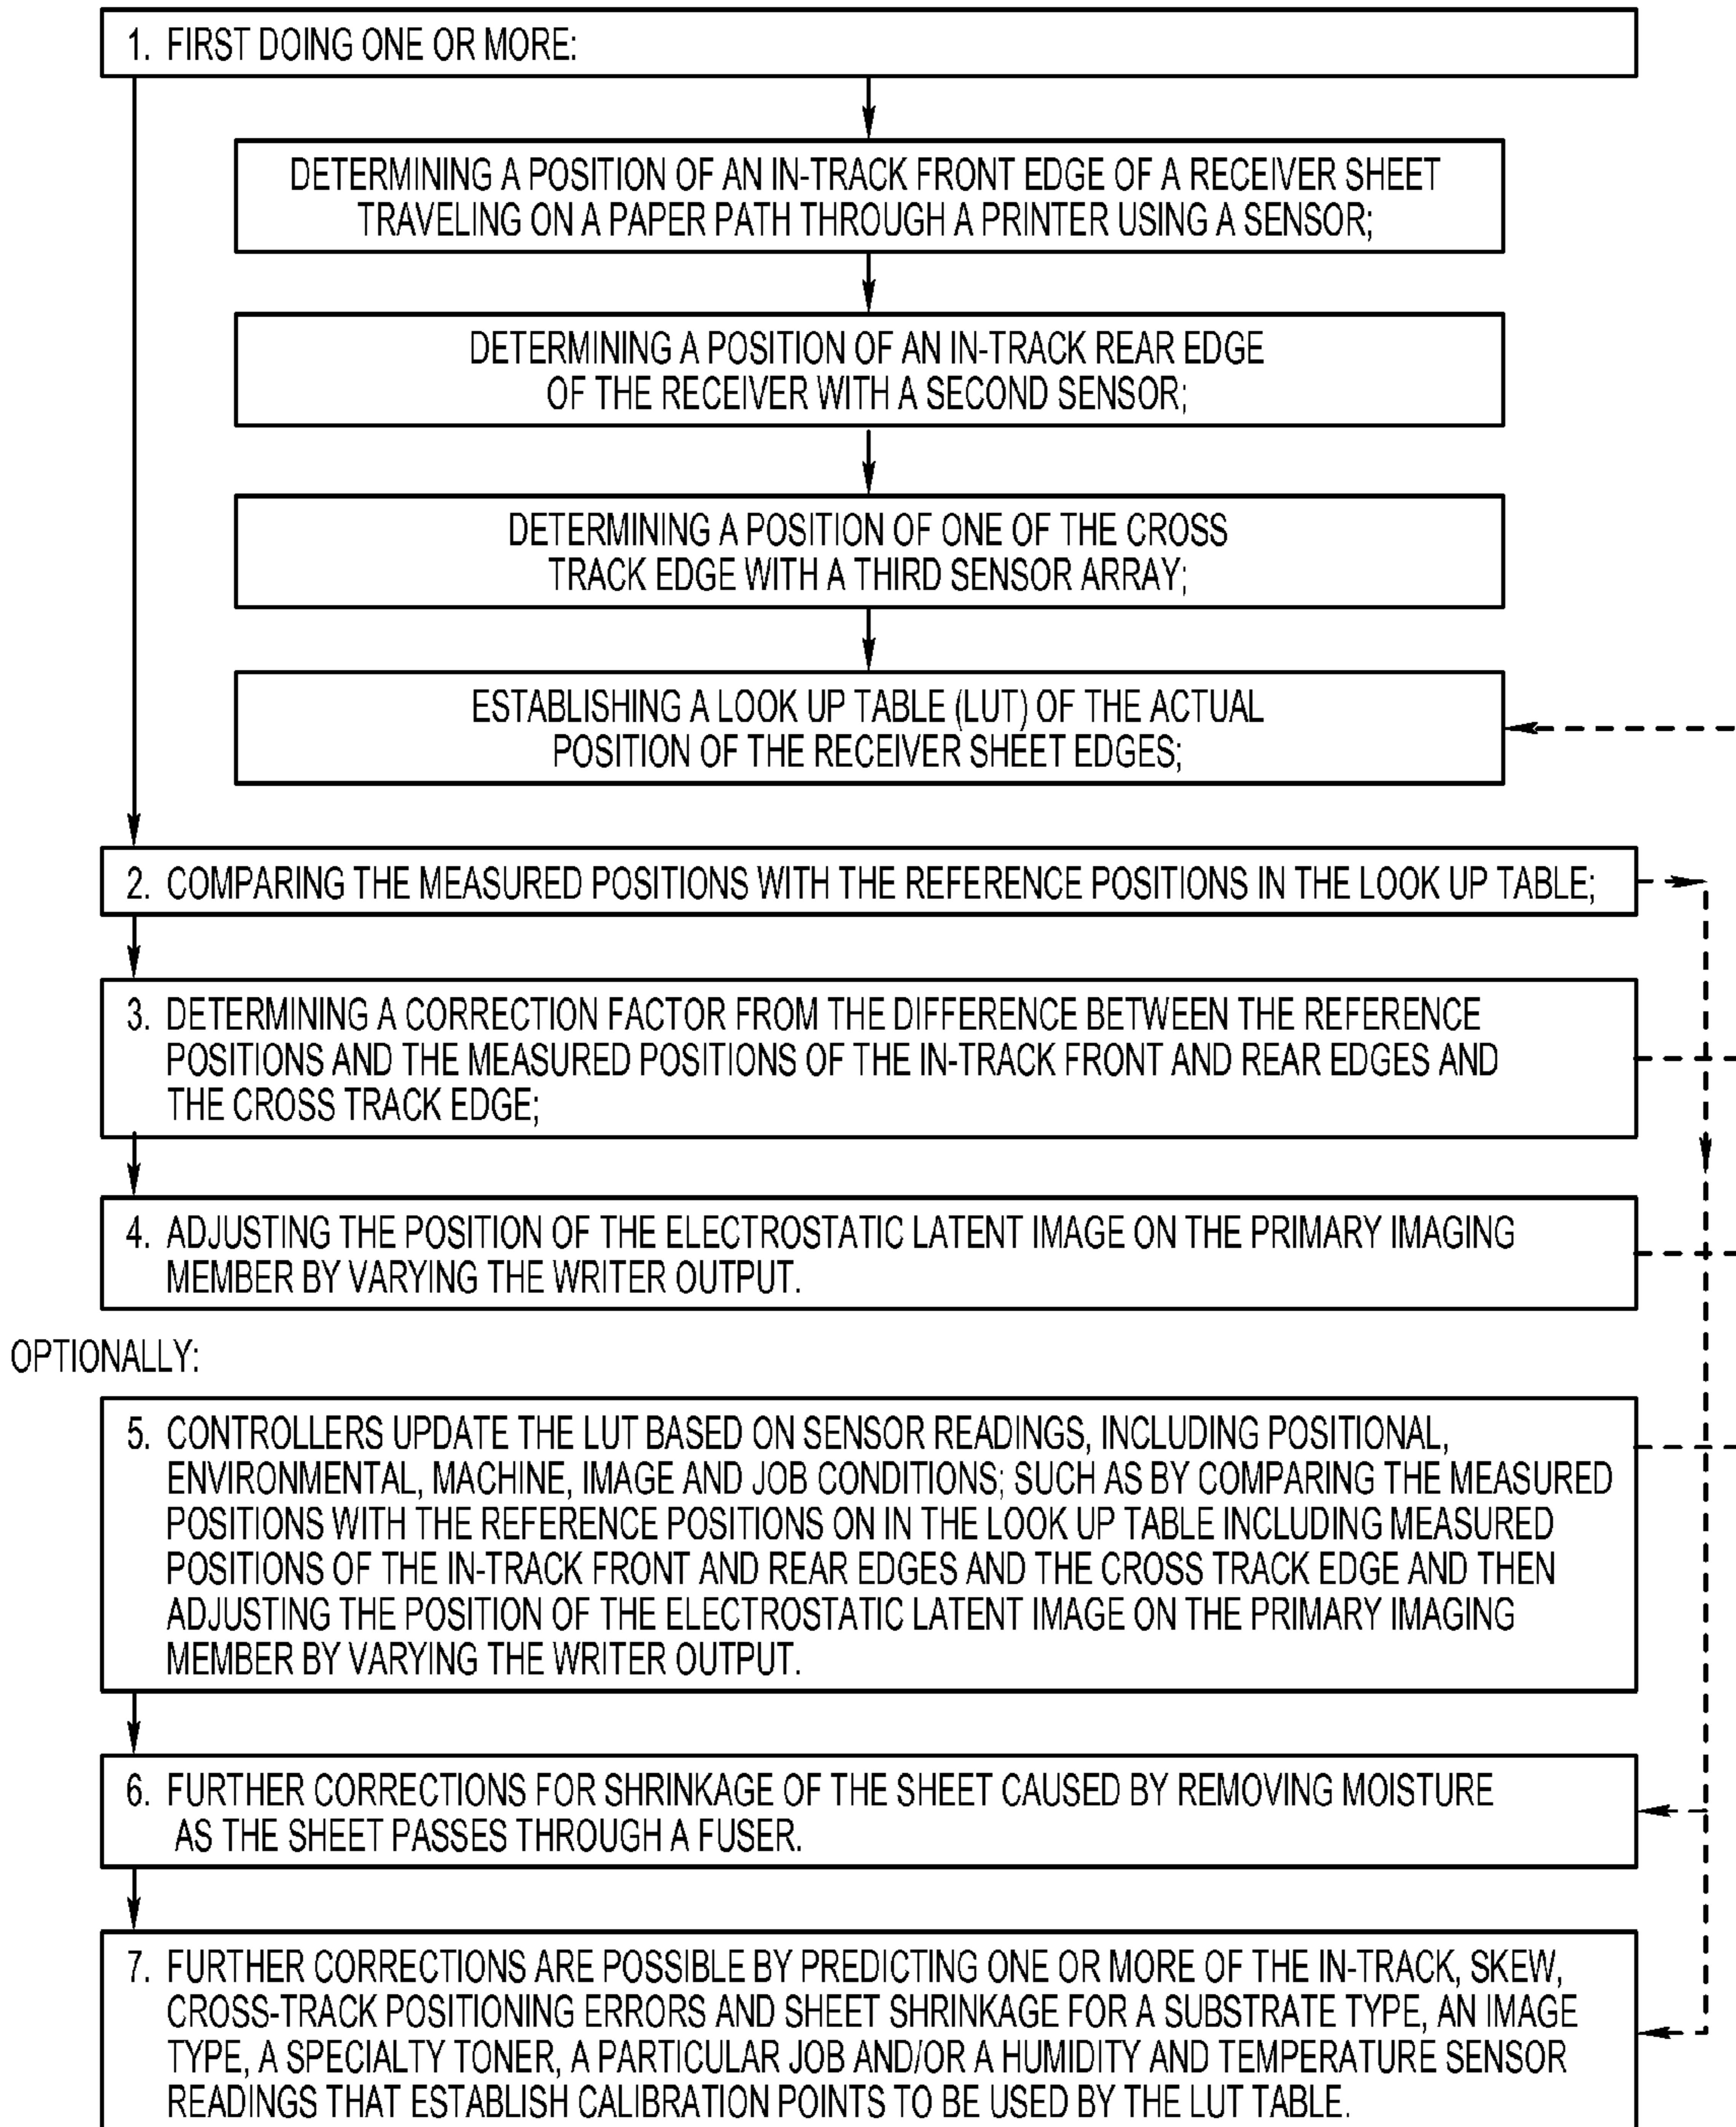 1. FIRST DOING ONE OR MORE:
DETERMINING A POSITION OF AN IN-TRACK FRONT EDGE OF A RECEIVER SHEET
TRAVELING ON A PAPER PATH THROUGH A PRINTER USING A SENSOR;
DETERMINING A POSITION OF AN IN-TRACK REAR EDGE
OF THE RECEIVER WITH A SECOND SENSOR;
DETERMINING A POSITION OF ONE OF THE CROSS
TRACK EDGE WITH A THIRD SENSOR ARRAY;
ESTABLISHING A LOOK UP TABLE (LUT) OF THE ACTUAL
POSITION OF THE RECEIVER SHEET EDGES;
2. COMPARING THE MEASURED POSITIONS WITH THE REFERENCE POSITIONS IN THE LOOK UP TABLE;
3. DETERMINING A CORRECTION FACTOR FROM THE DIFFERENCE BETWEEN THE REFERENCE
POSITIONS AND THE MEASURED POSITIONS OF THE IN-TRACK FRONT AND REAR EDGES AND
THE CROSS TRACK EDGE;
4. ADJUSTING THE POSITION OF THE ELECTROSTATIC LATENT IMAGE ON THE PRIMARY IMAGING
MEMBER BY VARYING THE WRITER OUTPUT.
OPTIONALLY:
5. CONTROLLERS UPDATE THE LUT BASED ON SENSOR READINGS, INCLUDING POSITIONAL,
ENVIRONMENTAL, MACHINE, IMAGE AND JOB CONDITIONS; SUCH AS BY COMPARING THE MEASURED
POSITIONS WITH THE REFERENCE POSITIONS ON IN THE LOOK UP TABLE INCLUDING MEASURED
POSITIONS OF THE IN-TRACK FRONT AND REAR EDGES AND THE CROSS TRACK EDGE AND THEN
ADJUSTING THE POSITION OF THE ELECTROSTATIC LATENT IMAGE ON THE PRIMARY IMAGING
MEMBER BY VARYING THE WRITER OUTPUT.
6. FURTHER CORRECTIONS FOR SHRINKAGE OF THE SHEET CAUSED BY REMOVING MOISTURE
AS THE SHEET PASSES THROUGH A FUSER.
7. FURTHER CORRECTIONS ARE POSSIBLE BY PREDICTING ONE OR MORE OF THE IN-TRACK, SKEW,
CROSS-TRACK POSITIONING ERRORS AND SHEET SHRINKAGE FOR A SUBSTRATE TYPE, AN IMAGE
TYPE, A SPECIALTY TONER, A PARTICULAR JOB AND/OR A HUMIDITY AND TEMPERATURE SENSOR
READINGS THAT ESTABLISH CALIBRATION POINTS TO BE USED BY THE LUT TABLE.